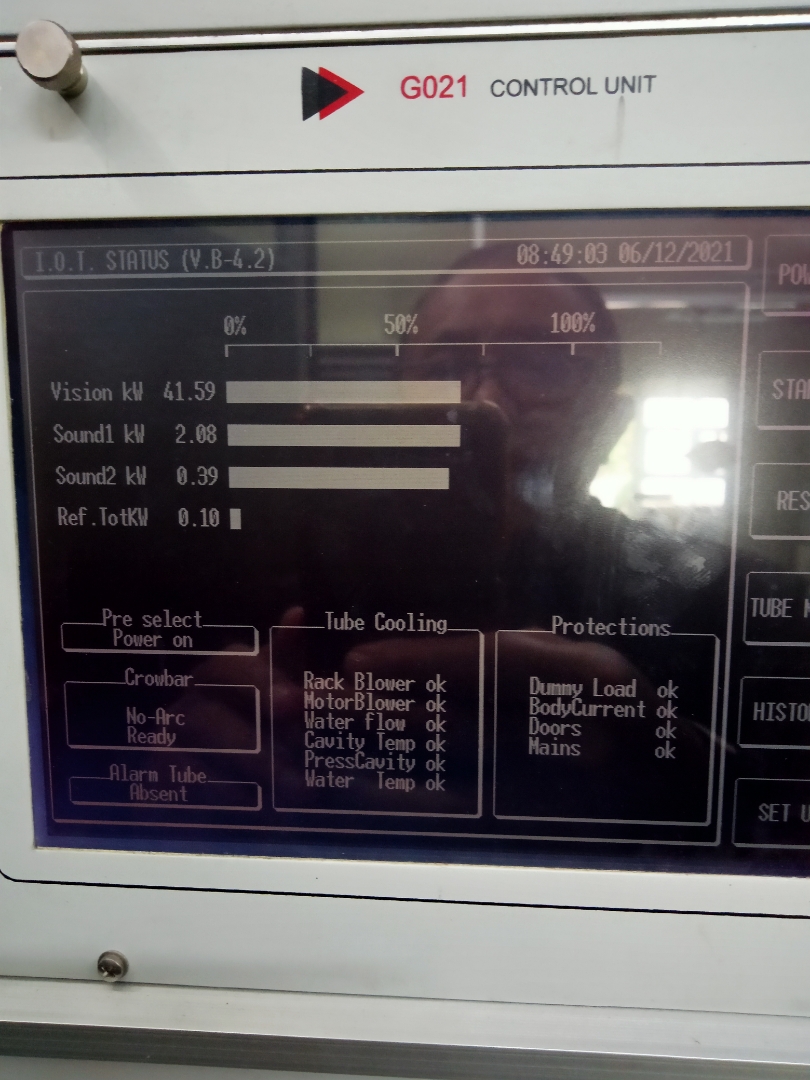 G021 CONTROL UNIT
I.O.T. STATUS (V.B-4.2) 08:49:03 06/12/2021
0% 50% 100%
Vision kW 41.59
Sound1 kW 2.08
Sound2 kW 0.39
Ref.TotKW 0.10
Pre select
Power on
Crowbar
No-Arc
Ready
Alarm Tube
Absent
Tube Cooling
Rack Blower ok
MotorBlower ok
Water flow ok
Cavity Temp ok
PressCavity ok
Water Temp ok
Protections
Dummy Load ok
BodyCurrent ok
Doors ok
Mains ok
POW
STA
RES
TUBE
HISTO
SET U